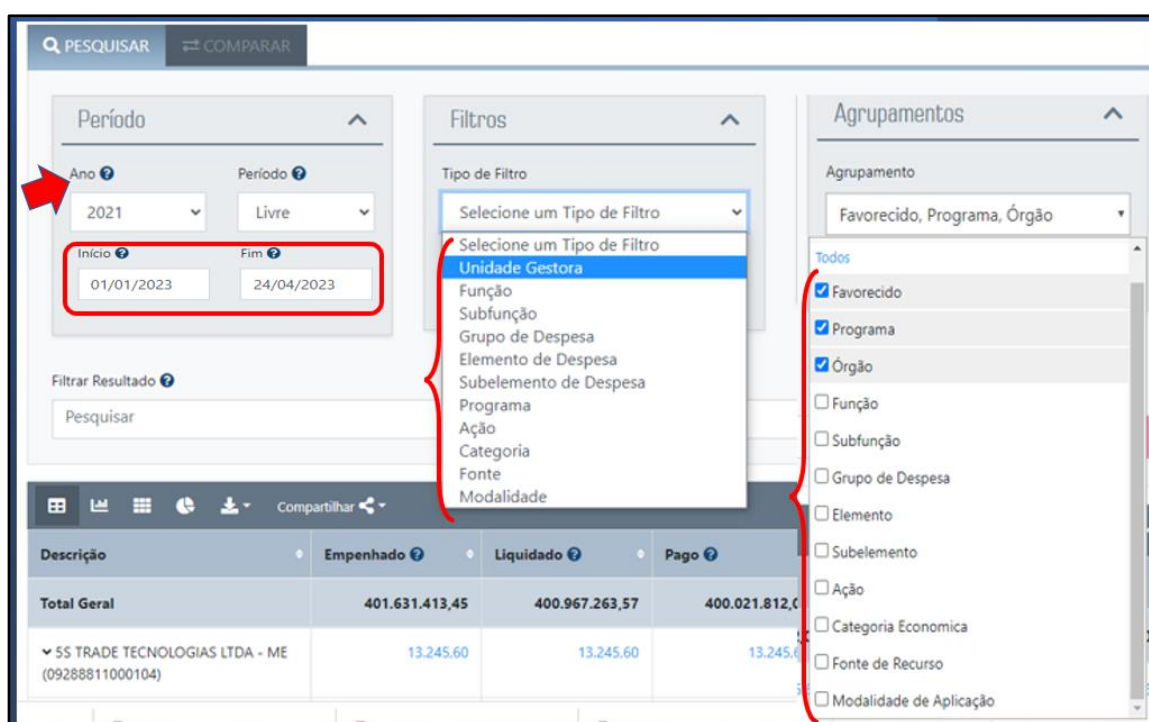 PESQUISAR
COMPARAR
Período
Ano
Período
2021
Livre
Início
Fim
01/01/2023
24/04/2023
Filtros
Tipo de Filtro
Selecione um Tipo de Filtro
Selecione um Tipo de Filtro
Unidade Gestora
Função
Subfunção
Grupo de Despesa
Elemento de Despesa
Subelemento de Despesa
Programa
Ação
Categoria
Fonte
Modalidade
Agrupamentos
Agrupamento
Favorecido, Programa, Órgão
Todos
Favorecido
Programa
Órgão
Função
Subfunção
Grupo de Despesa
Elemento
Subelemento
Ação
Categoria Economica
Fonte de Recurso
Modalidade de Aplicação
Filtrar Resultado
Pesquisar
Compartilhar
Descrição Empenhado Liquidado Pago
Total Geral 401.631.413,45 400.967.263,57 400.021.812,
5S TRADE TECNOLOGIAS LTDA - ME 13.245,60 13.245,60 13.245,
(09288811000104)